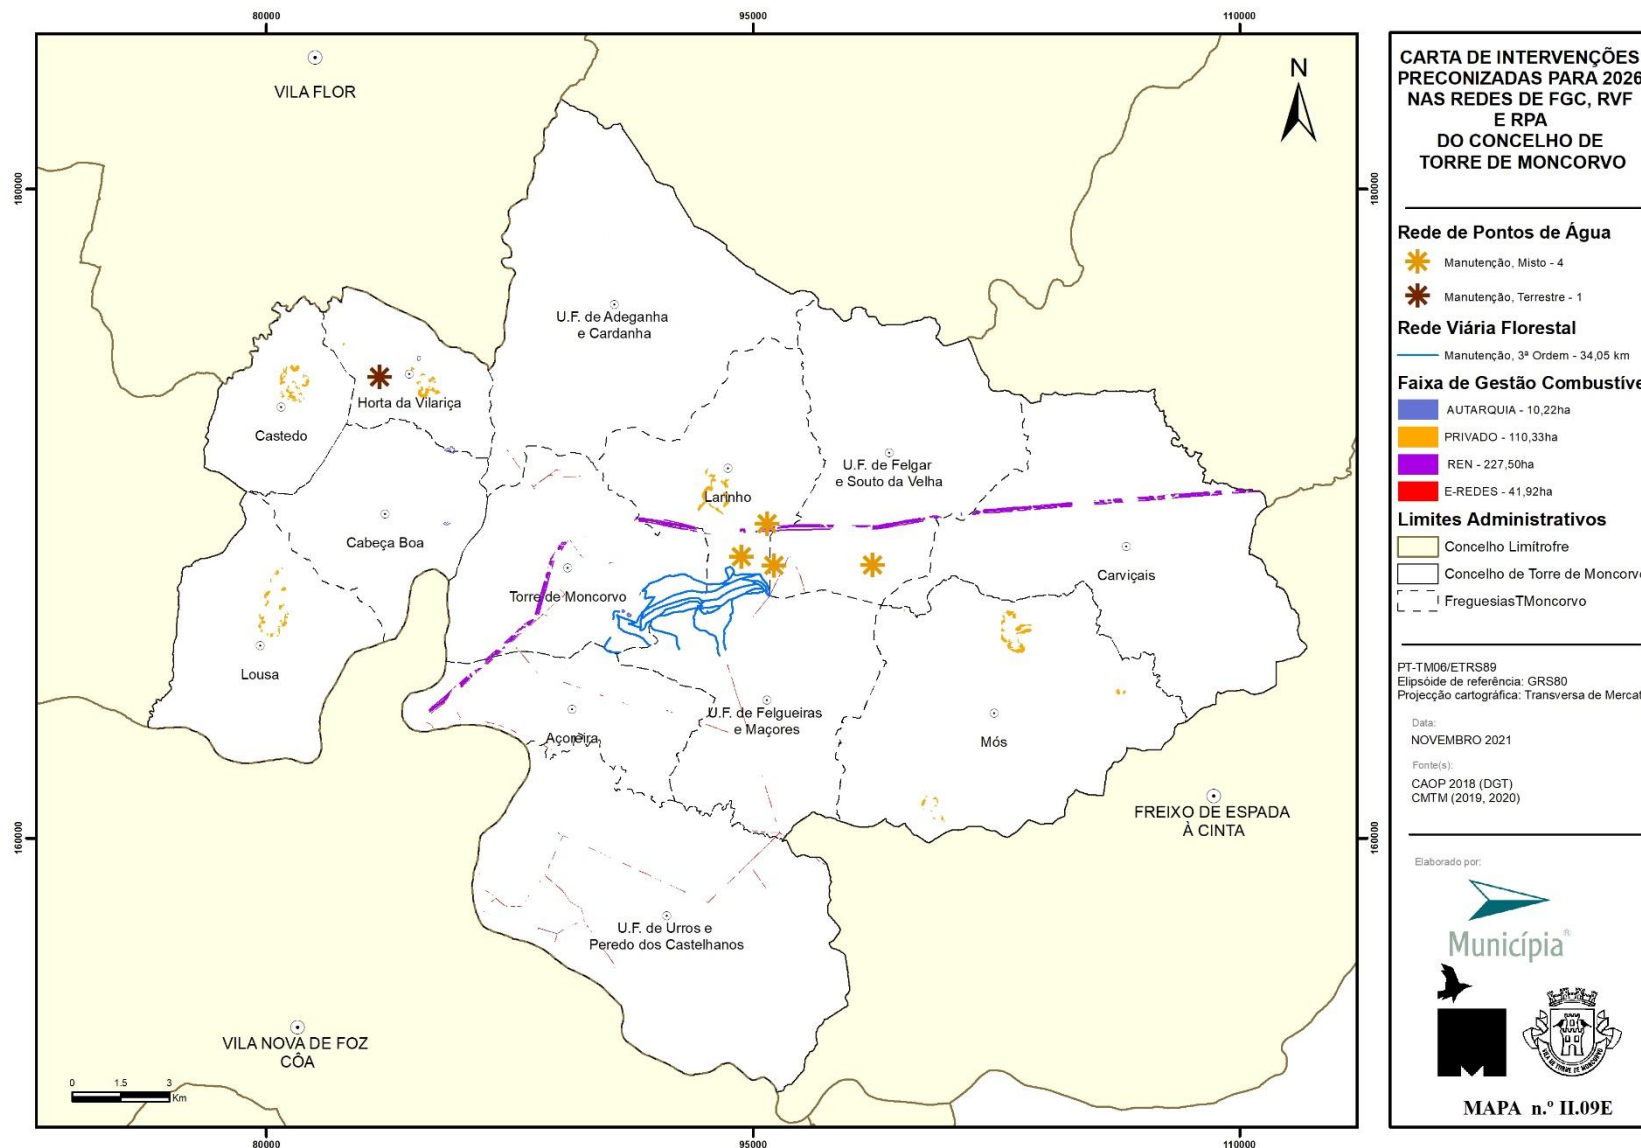 80000
95000
110000
180000
180000
160000
160000
80000
95000
110000
N
VILA FLOR
U.F. de Adeganha
e Cardanha
Horta da Vilariça
Castedo
U.F. de Felgar
e Souto da Velha
Larinho
Cabeça Boa
Carviçais
Torre de Moncorvo
Lousa
U.F. de Felgueiras
e Maçores
Açoreira
Mós
FREIXO DE ESPADA
À CINTA
U.F. de Urros e
Peredo dos Castelhanos
VILA NOVA DE FOZ
CÔA
0 1.5 3
Km
CARTA DE INTERVENÇÕES
PRECONIZADAS PARA 2026
NAS REDES DE FGC, RVF
E RPA
DO CONCELHO DE
TORRE DE MONCORVO
Rede de Pontos de Água
Manutenção, Misto - 4
Manutenção, Terrestre - 1
Rede Viária Florestal
Manutenção, 3ª Ordem - 34,05 km
Faixa de Gestão Combustíve
AUTARQUIA - 10,22ha
PRIVADO - 110,33ha
REN - 227,50ha
E-REDES - 41,92ha
Limites Administrativos
Concelho Limítrofe
Concelho de Torre de Moncorv
FreguesiasTMoncorvo
PT-TM06/ETRS89
Elipsóide de referência: GRS80
Projecção cartográfica: Transversa de Mercat
Data:
NOVEMBRO 2021
Fonte(s):
CAOP 2018 (DGT)
CMTM (2019, 2020)
Elaborado por:
Municípia®
VILA DE TORRE DE MONCORVO
MAPA n.º II.09E